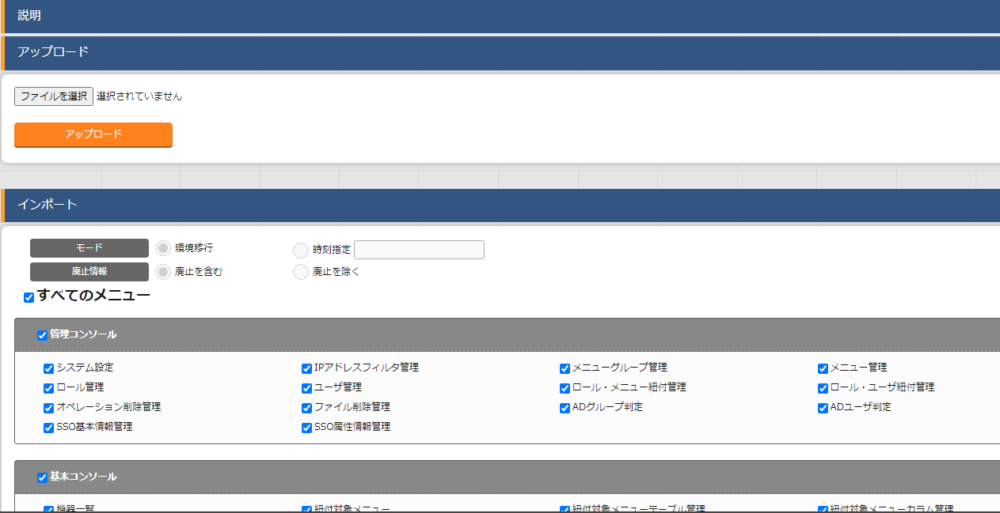 説明
アップロード
ファイルを選択 選択されていません
アップロード
インポート
モード 環境移行 時刻指定
廃止情報 廃止を含む 廃止を除く
すべてのメニュー
管理コンソール
システム設定 IPアドレスフィルタ管理 メニューグループ管理 メニュー管理
ロール管理 ユーザ管理 ロール・メニュー紐付管理 ロール・ユーザ紐付管理
オペレーション削除管理 ファイル削除管理 ADグループ判定 ADユーザ判定
SSO基本情報管理 SSO属性情報管理
基本コンソール
機器一覧 紐付対象メニュー 紐付対象メニューテーブル管理 紐付対象メニューカラム管理